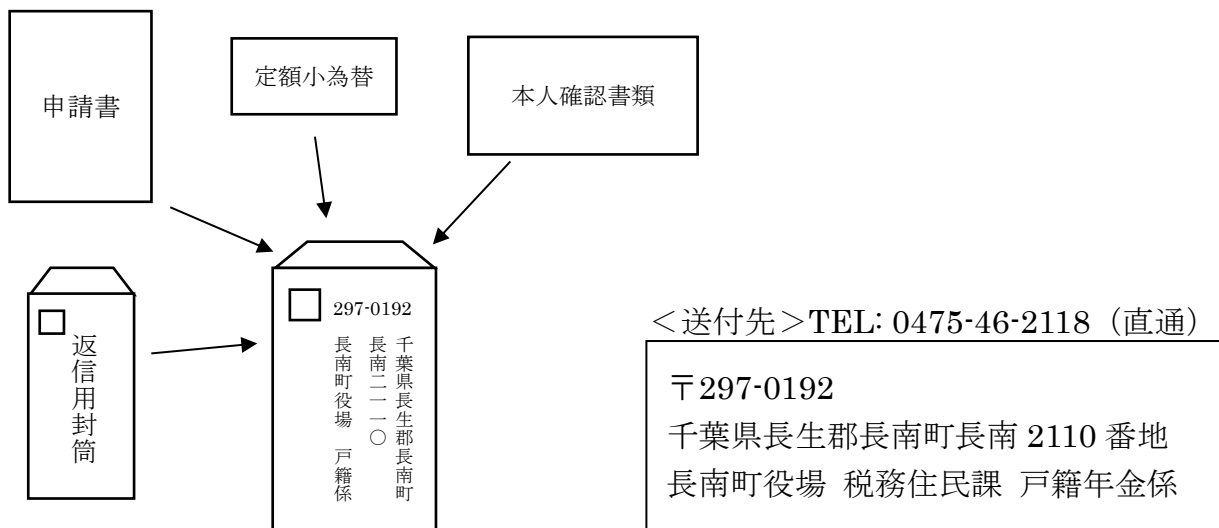 申請書
定額小為替
本人確認書類
返信用封筒
297-0192
千葉県長生郡長南町
長南二一一〇
長南町役場 戸籍係
＜送付先＞TEL: 0475-46-2118（直通）
〒297-0192
千葉県長生郡長南町長南 2110 番地
長南町役場 税務住民課 戸籍年金係